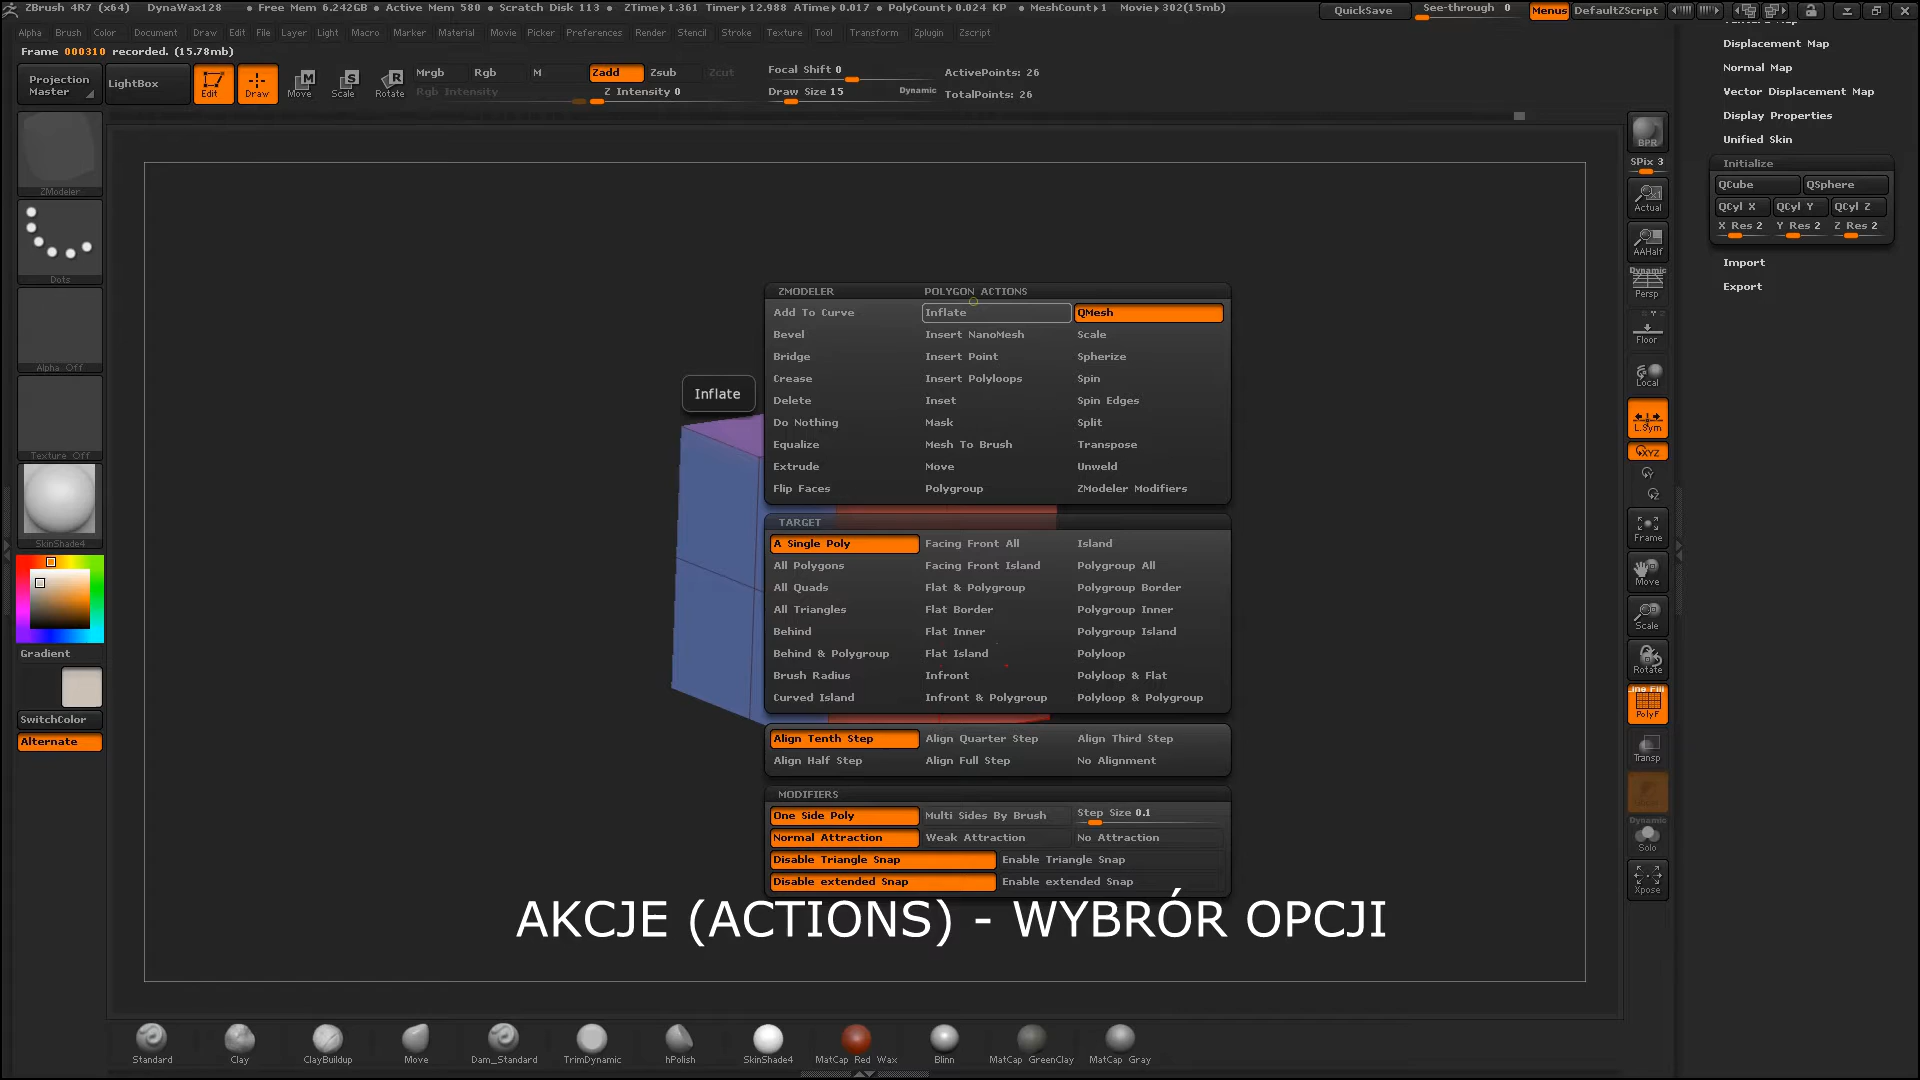 ZBrush 4R7 (x64) DynaWax128 • Free Mem 6.242GB • Active Mem 580 • Scratch Disk 113 • ZTime▸1.361 Timer▸12.988 ATime▸0.017 • PolyCount▸0.024 KP • MeshCount▸1 Movie▸302(15mb) QuickSave See-through 0 Menus DefaultZScript
Alpha Brush Color Document Draw Edit File Layer Light Macro Marker Material Movie Picker Preferences Render Stencil Stroke Texture Tool Transform Zplugin Zscript
Frame 000310 recorded. (15.78mb)
Projection Master
LightBox
Edit
Draw
Move
Scale
Rotate
Mrgb Rgb M
Rgb Intensity
Zadd Zsub Zcut
Z Intensity 0
Focal Shift 0
Draw Size 15 Dynamic
ActivePoints: 26
TotalPoints: 26
ZModeler
Dots
Alpha Off
Texture Off
SkinShade4
Gradient
SwitchColor
Alternate
Inflate
ZMODELER POLYGON ACTIONS
Add To Curve Inflate QMesh
Bevel Insert NanoMesh Scale
Bridge Insert Point Spherize
Crease Insert Polyloops Spin
Delete Inset Spin Edges
Do Nothing Mask Split
Equalize Mesh To Brush Transpose
Extrude Move Unweld
Flip Faces Polygroup ZModeler Modifiers
TARGET
A Single Poly Facing Front All Island
All Polygons Facing Front Island Polygroup All
All Quads Flat & Polygroup Polygroup Border
All Triangles Flat Border Polygroup Inner
Behind Flat Inner Polygroup Island
Behind & Polygroup Flat Island Polyloop
Brush Radius Infront Polyloop & Flat
Curved Island Infront & Polygroup Polyloop & Polygroup
Align Tenth Step Align Quarter Step Align Third Step
Align Half Step Align Full Step No Alignment
MODIFIERS
One Side Poly Multi Sides By Brush Step Size 0.1
Normal Attraction Weak Attraction No Attraction
Disable Triangle Snap Enable Triangle Snap
Disable extended Snap Enable extended Snap
AKCJE (ACTIONS) - WYBRÓR OPCJI
BPR
SPix 3
Actual
AAHalf
Dynamic
Persp
Floor
Local
L.Sym
XYZ
Y
Z
Frame
Move
Scale
Rotate
PolyF
Transp
Dynamic
Solo
Xpose
Displacement Map
Normal Map
Vector Displacement Map
Display Properties
Unified Skin
Initialize
QCube QSphere
QCyl X QCyl Y QCyl Z
X Res 2 Y Res 2 Z Res 2
Import
Export
Standard Clay ClayBuildup Move Dam_Standard TrimDynamic hPolish SkinShade4 MatCap Red Wax Blinn MatCap GreenClay MatCap Gray